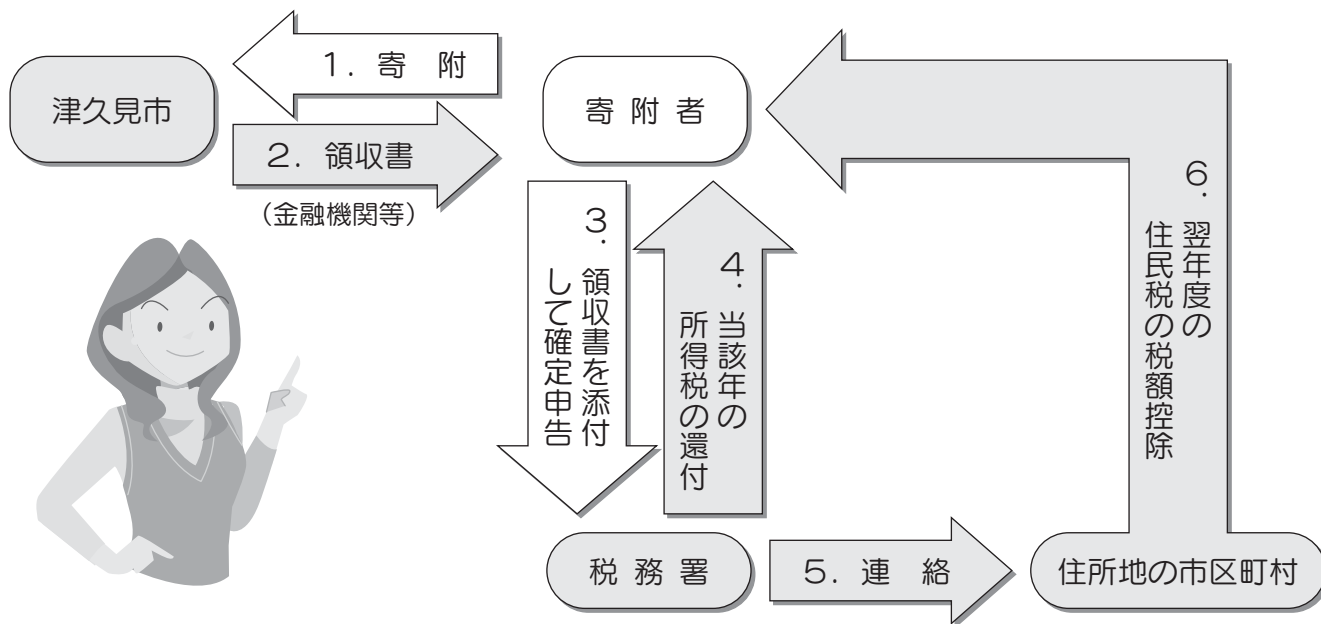 1. 寄　附
津久見市
寄 附 者
2. 領収書
（金融機関等）
3. 領収書を添付
して確定申告
4. 当該年の
所得税の還付
6. 翌年度の
住民税の税額控除
税 務 署
5. 連　絡
住所地の市区町村